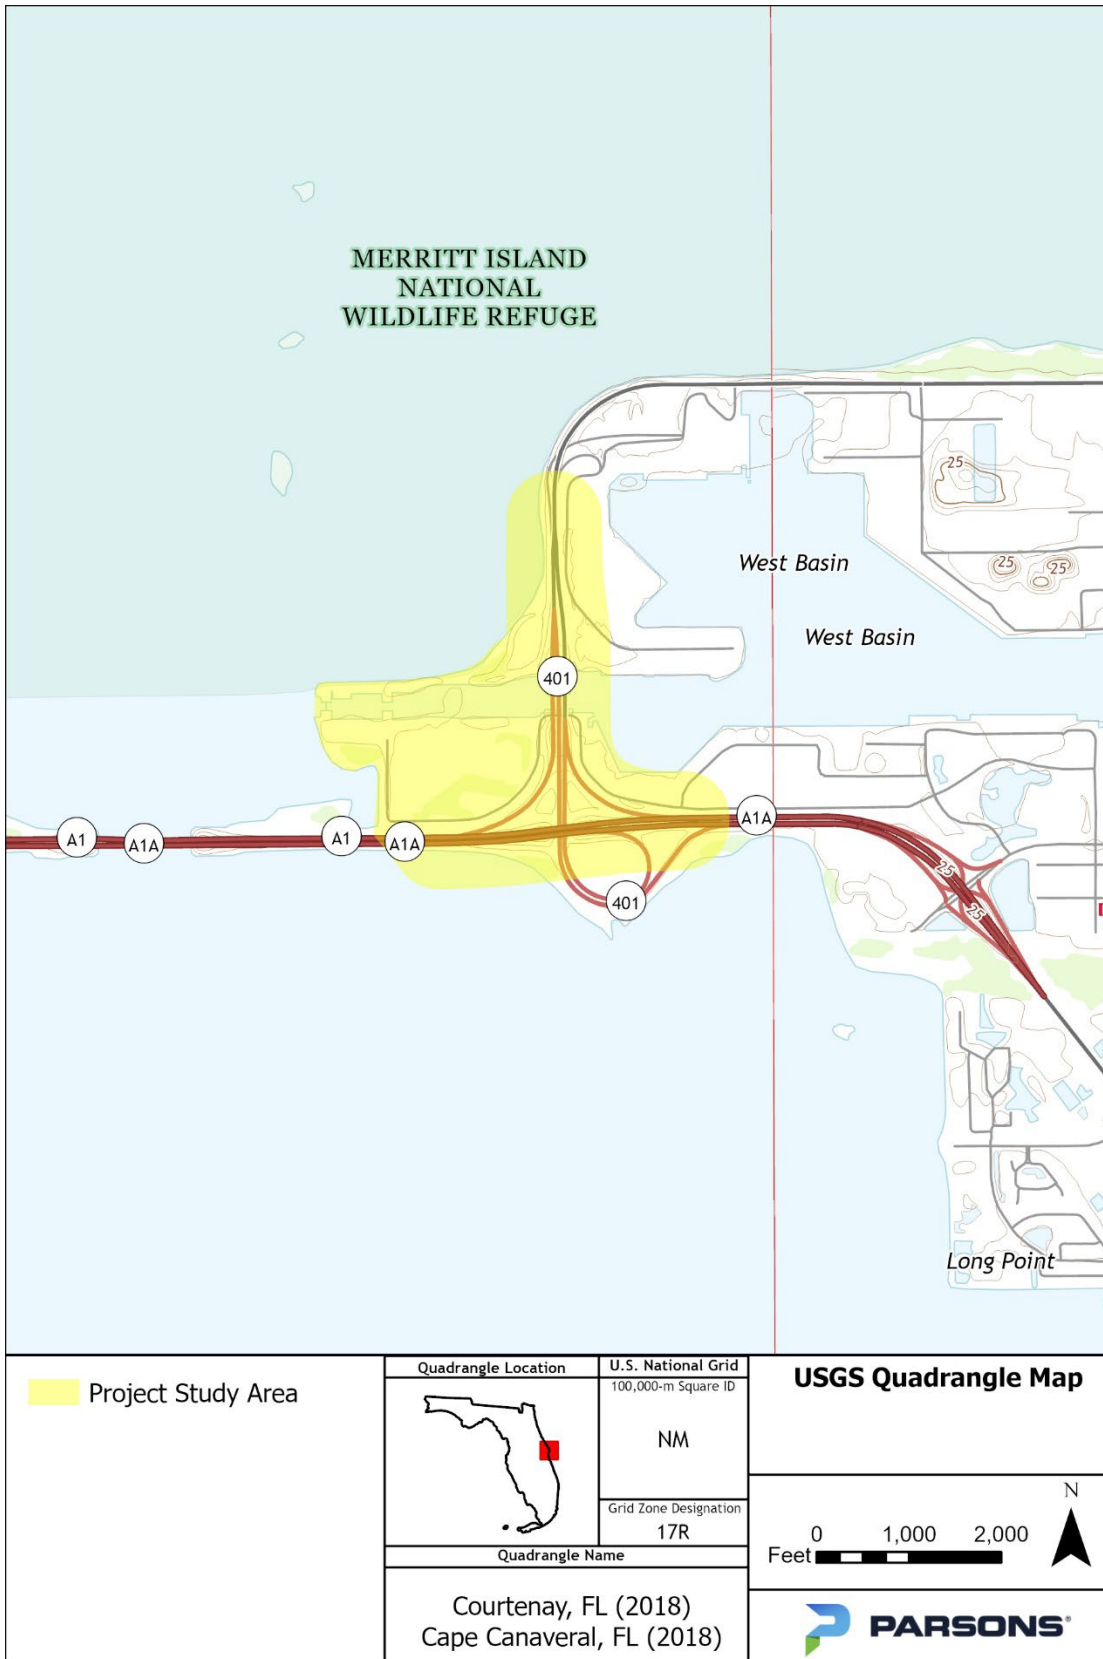 MERRITT ISLAND
NATIONAL
WILDLIFE REFUGE
25
West Basin
25
25
West Basin
401
A1A
A1
A1
A1A
A1A
25
25
401
Long Point
Project Study Area
Quadrangle Location
U.S. National Grid
100,000-m Square ID
NM
Grid Zone Designation
17R
Quadrangle Name
Courtenay, FL (2018)
Cape Canaveral, FL (2018)
USGS Quadrangle Map
N
0 1,000 2,000
Feet
PARSONS®